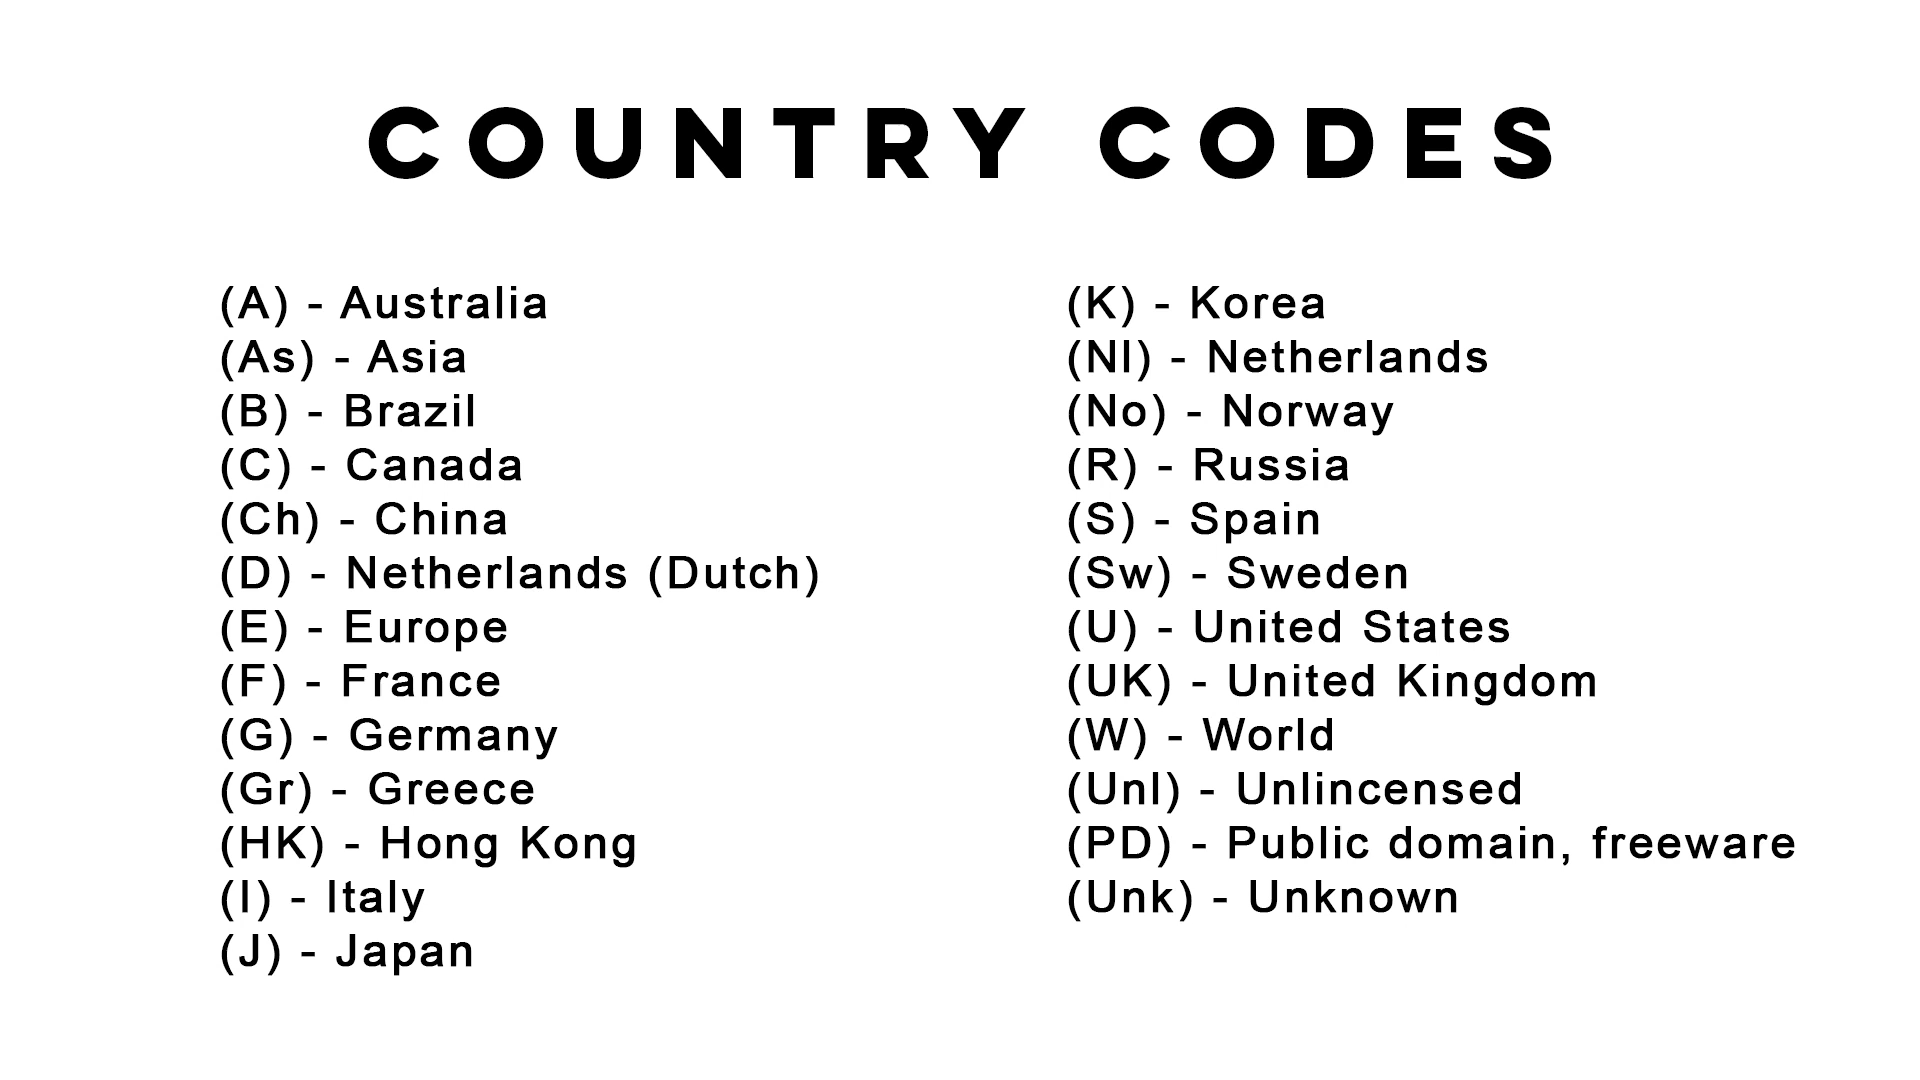 COUNTRY CODES
(A) - Australia
(As) - Asia
(B) - Brazil
(C) - Canada
(Ch) - China
(D) - Netherlands (Dutch)
(E) - Europe
(F) - France
(G) - Germany
(Gr) - Greece
(HK) - Hong Kong
(I) - Italy
(J) - Japan
(K) - Korea
(Nl) - Netherlands
(No) - Norway
(R) - Russia
(S) - Spain
(Sw) - Sweden
(U) - United States
(UK) - United Kingdom
(W) - World
(Unl) - Unlincensed
(PD) - Public domain, freeware
(Unk) - Unknown